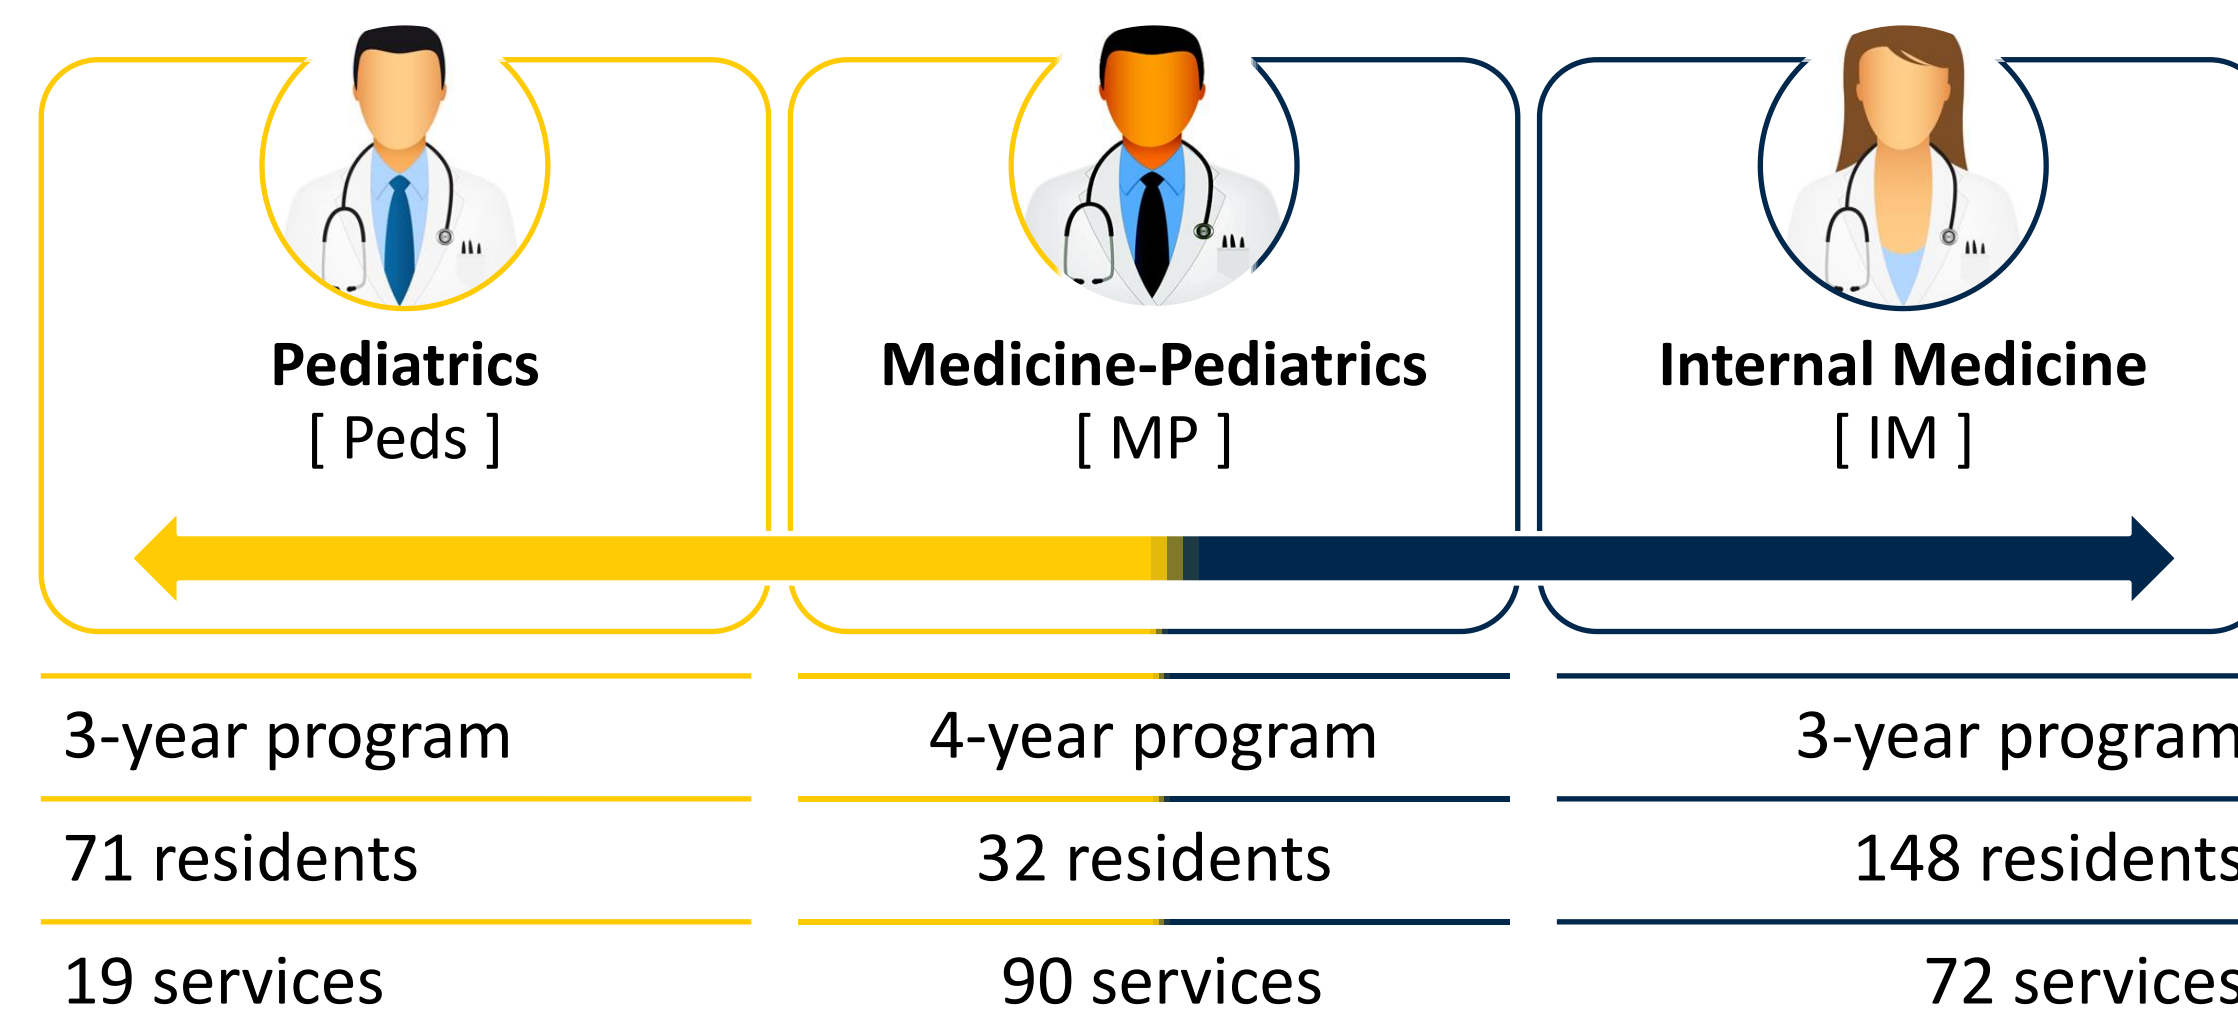 Pediatrics
[ Peds ]
Medicine-Pediatrics
[ MP ]
Internal Medicine
[ IM ]
3-year program
4-year program
3-year program
71 residents
32 residents
148 residents
19 services
90 services
72 services